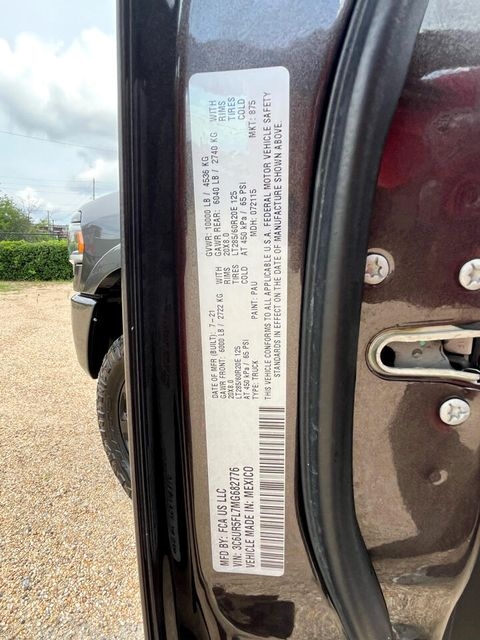 MFD BY: FCA US LLC
DATE OF MFR (BUILT): 7-21
GVWR: 10000 LB / 4536 KG
GAWR FRONT: 6000 LB / 2722 KG WITH
20X8.0 RIMS
LT285/60R20E 125 TIRES
AT 450 kPa / 65 PSI COLD
GAWR REAR: 6040 LB / 2740 KG WITH
20X8.0 RIMS
LT285/60R20E 125 TIRES
AT 450 kPa / 65 PSI COLD
VIN: 3C6UR5FL7MG682776
TYPE: TRUCK PAINT: PAU MDH: 072115 MKT: 875
VEHICLE MADE IN: MEXICO
THIS VEHICLE CONFORMS TO ALL APPLICABLE U.S.A. FEDERAL MOTOR VEHICLE SAFETY
STANDARDS IN EFFECT ON THE DATE OF MANUFACTURE SHOWN ABOVE.